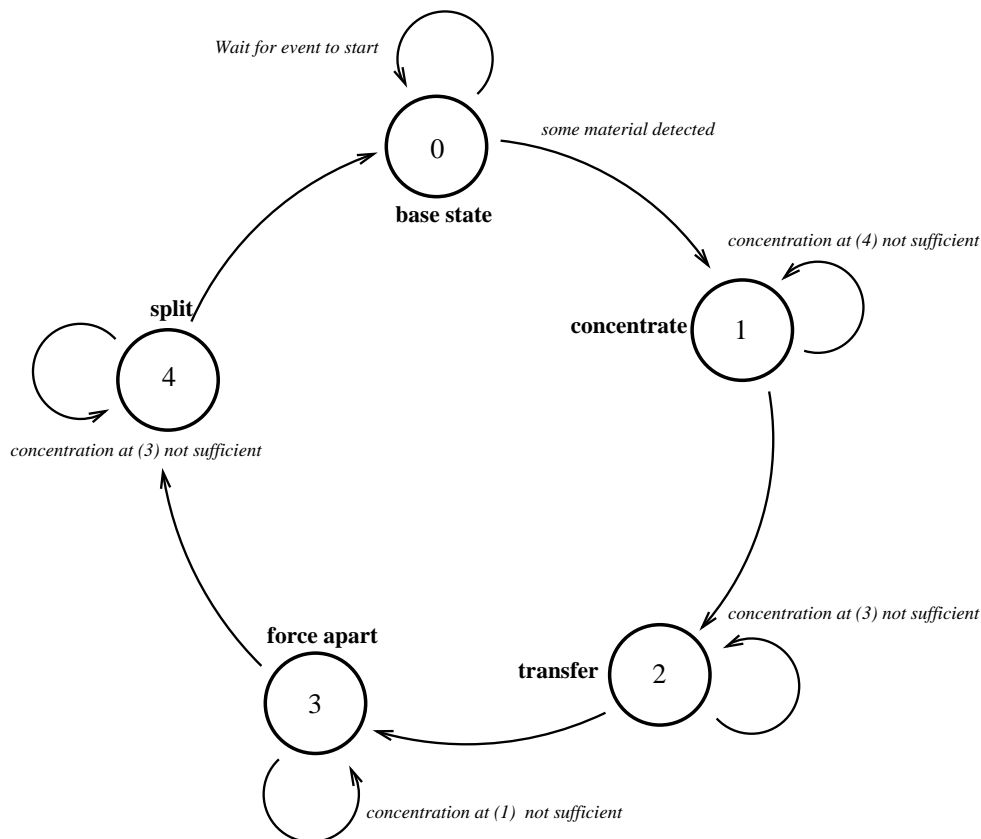 Wait for event to start
0
some material detected
base state
concentration at (4) not sufficient
split
concentrate
1
4
concentration at (3) not sufficient
concentration at (3) not sufficient
force apart
transfer
2
3
concentration at (1) not sufficient